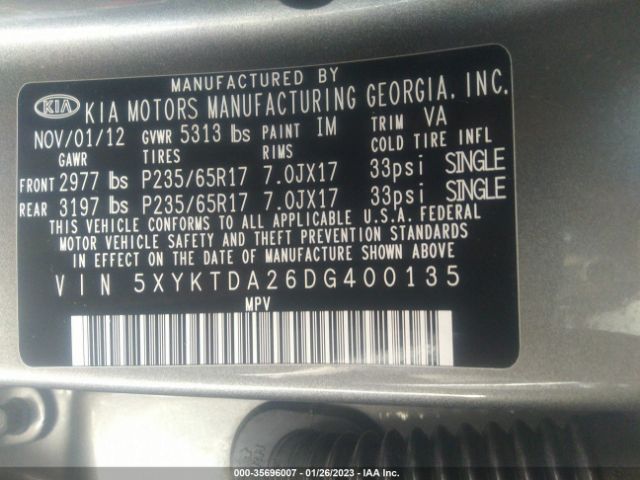 MANUFACTURED BY
KIA KIA MOTORS MANUFACTURING GEORGIA, INC.
NOV/01/12 GVWR 5313 lbs PAINT IM TRIM VA
GAWR TIRES RIMS COLD TIRE INFL
FRONT 2977 lbs P235/65R17 7.0JX17 33psi SINGLE
REAR 3197 lbs P235/65R17 7.0JX17 33psi SINGLE
THIS VEHICLE CONFORMS TO ALL APPLICABLE U.S.A. FEDERAL
MOTOR VEHICLE SAFETY AND THEFT PREVENTION STANDARDS
IN EFFECT ON THE DATE OF MANUFACTURE SHOWN ABOVE.
VIN 5XYKTDA26DG400135
MPV
000-35696007 - 01/26/2023 - IAA Inc.